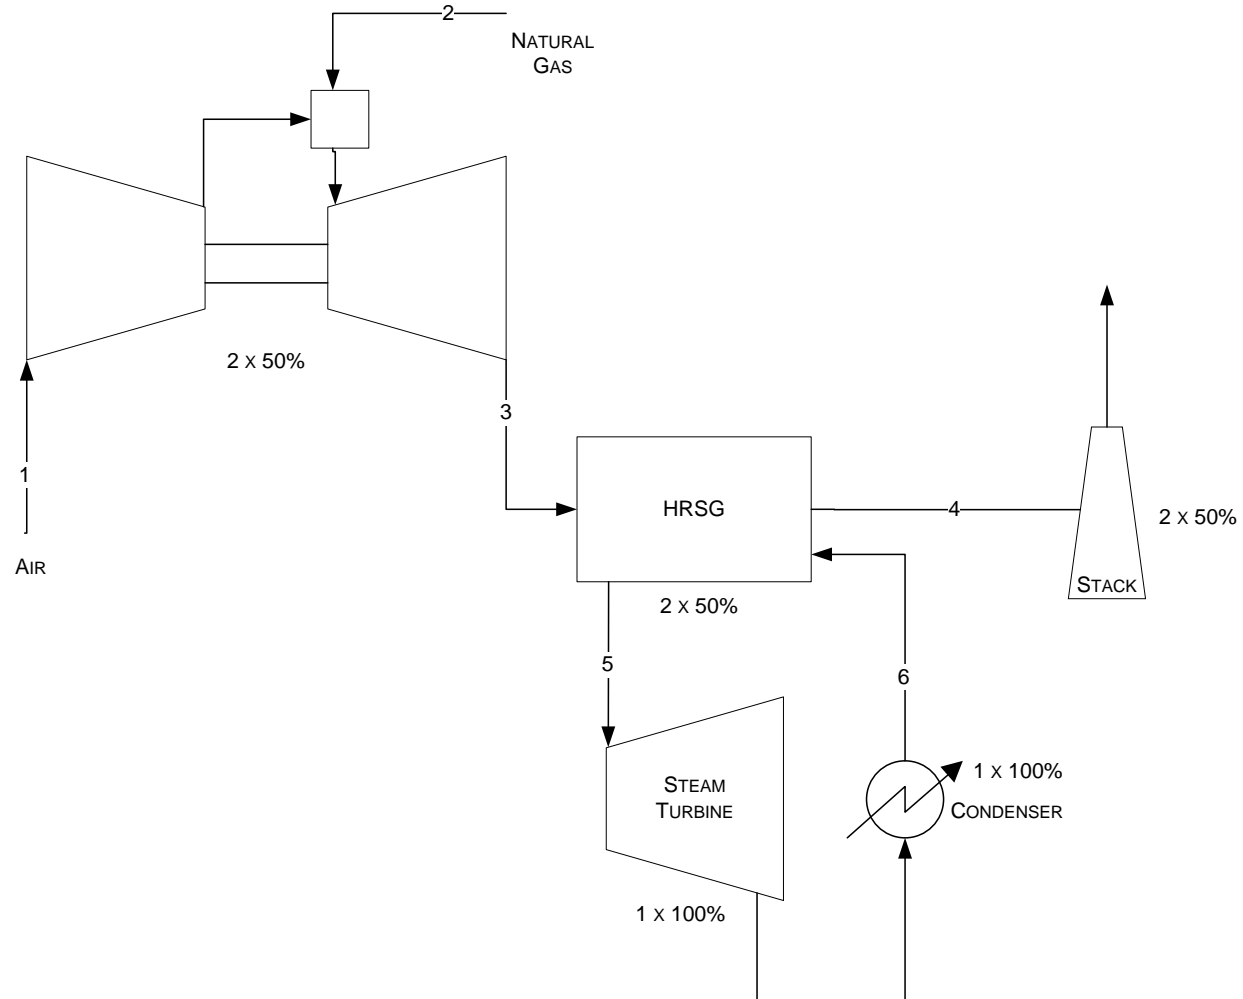 2
NATURAL
GAS
2 X 50%
3
1
AIR
HRSG
4
2 X 50%
STACK
2 X 50%
5
6
STEAM
TURBINE
1 X 100%
CONDENSER
1 X 100%